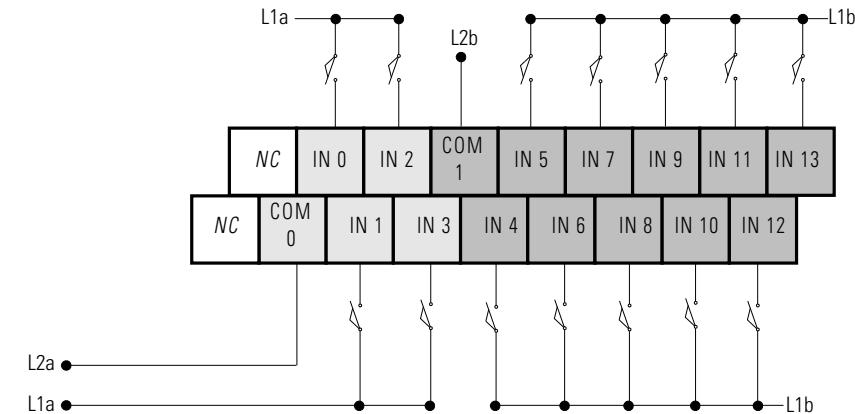 L1a
L2b
L1b
NC
IN 0
IN 2
COM
1
IN 5
IN 7
IN 9
IN 11
IN 13
NC
COM
0
IN 1
IN 3
IN 4
IN 6
IN 8
IN 10
IN 12
L2a
L1a
L1b